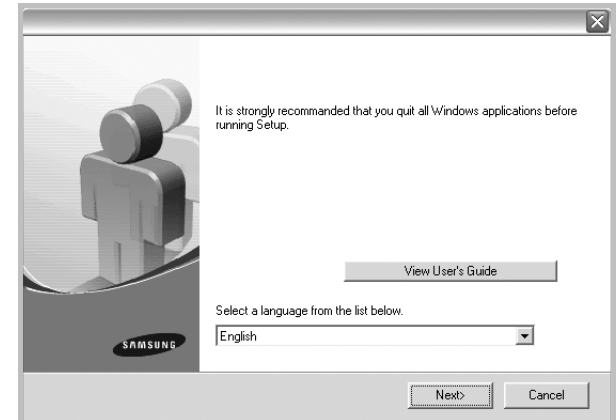 It is strongly recommanded that you quit all Windows applications before
running Setup.
View User's Guide
Select a language from the list below.
English
SAMSUNG
Next>
Cancel